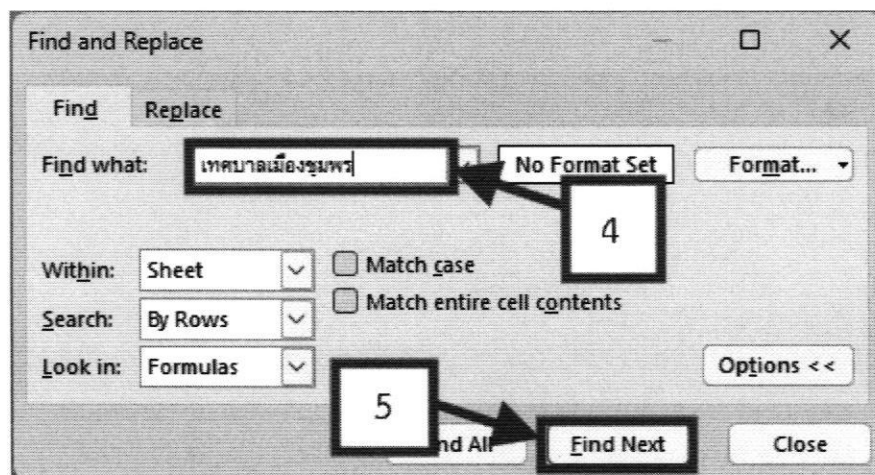 Find and Replace
Find Replace
Find what: เทศบาลเมืองชุมพร No Format Set Format...
4
Within: Sheet Match case
Match entire cell contents
Search: By Rows
Look in: Formulas Options <<
5
All Find Next Close